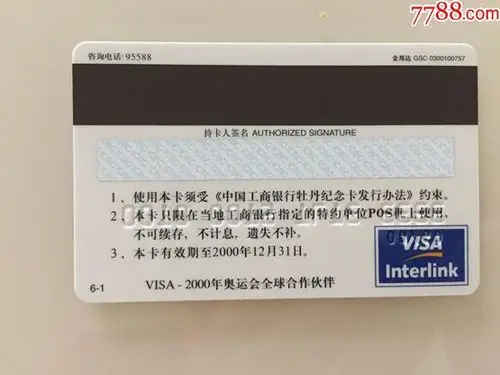 7788.com
咨询电话:95588
金邦达 GSC 0300100757
持卡人签名 AUTHORIZED SIGNATURE
1、使用本卡须受《中国工商银行牡丹纪念卡发行办法》约束。
2、本卡只限在当地工商银行指定的特约单位POS机上使用，
不可续存，不计息，遗失不补。
3、本卡有效期至2000年12月31日。
VISA
Interlink
6-1
VISA - 2000年奥运会全球合作伙伴